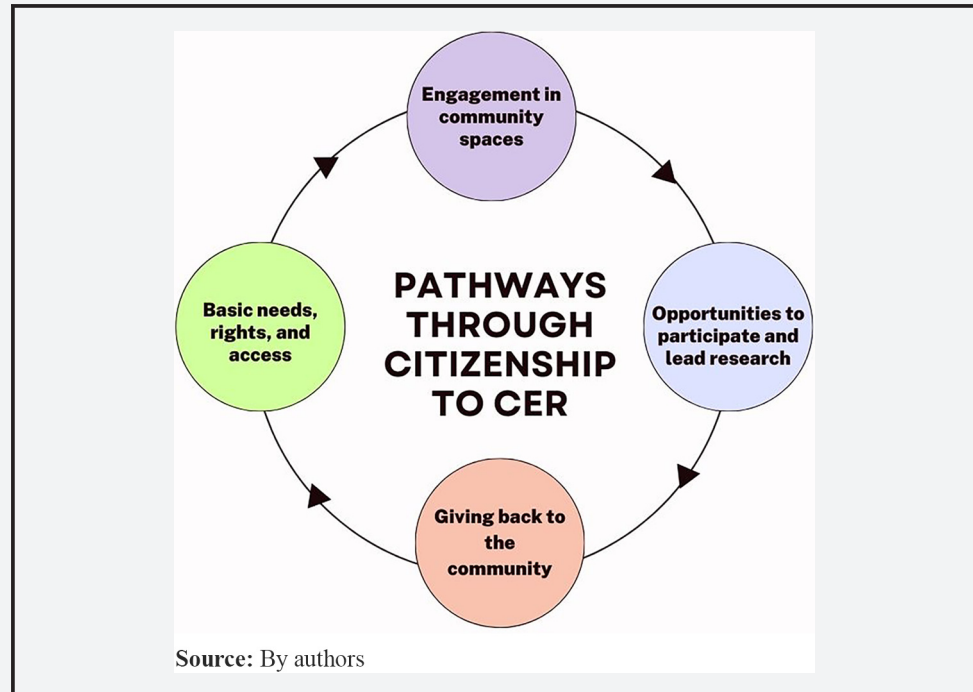 Engagement in
community
spaces
Basic needs,
rights, and
access
PATHWAYS
THROUGH
CITIZENSHIP
TO CER
Opportunities to
participate and
lead research
Giving back to
the
community
Source: By authors